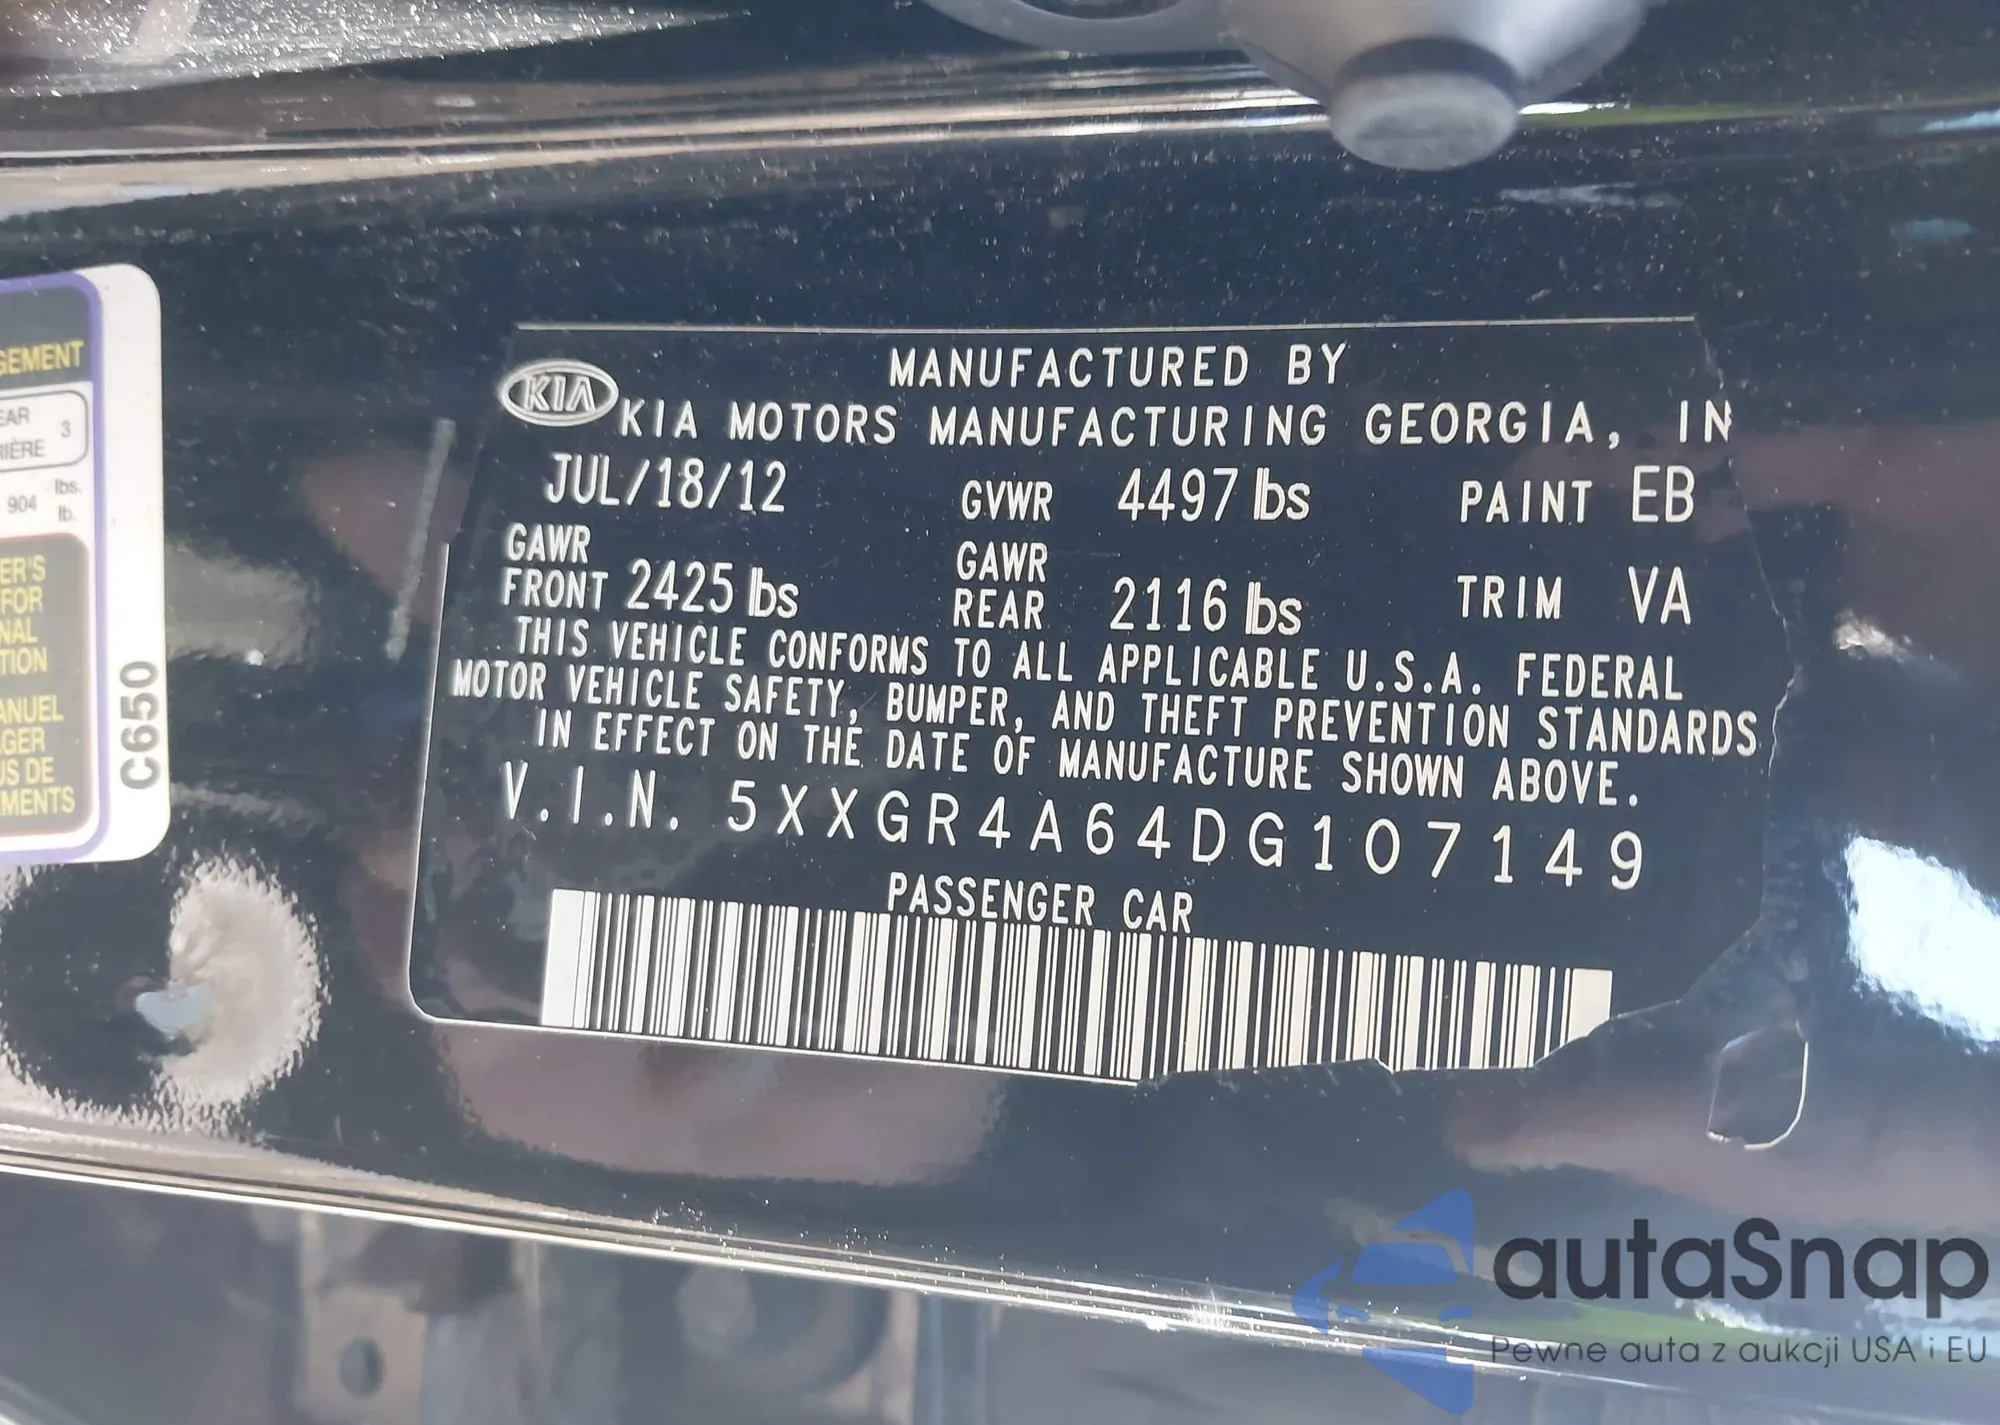 MANUFACTURED BY
KIA KIA MOTORS MANUFACTURING GEORGIA, IN
JUL/18/12 GVWR 4497 lbs PAINT EB
GAWR FRONT 2425 lbs GAWR REAR 2116 lbs TRIM VA
THIS VEHICLE CONFORMS TO ALL APPLICABLE U.S.A. FEDERAL
MOTOR VEHICLE SAFETY, BUMPER, AND THEFT PREVENTION STANDARDS
IN EFFECT ON THE DATE OF MANUFACTURE SHOWN ABOVE.
V.I.N. 5XXGR4A64DG107149
PASSENGER CAR
GEMENT
EAR
RIÈRE 3
904 lbs.
lb.
ER'S
FOR
NAL
TION
ANUEL
GER
US DE
MENTS
C650
autaSnap
Pewne auta z aukcji USA i EU